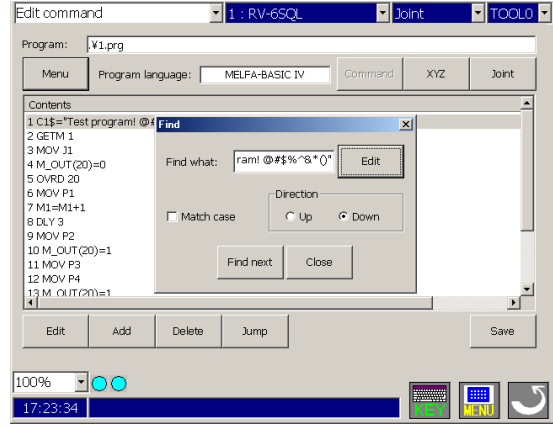 Edit command 1 : RV-6SQL Joint TOOL0
Program: .¥1.prg
Menu Program language: MELFA-BASIC IV Command XYZ Joint
Contents
1 C1$="Test program! @#
2 GETM 1
3 MOV J1
4 M_OUT(20)=0
5 OVRD 20
6 MOV P1
7 M1=M1+1
8 DLY 3
9 MOV P2
10 M_OUT(20)=1
11 MOV P3
12 MOV P4
13 M_OUT(20)=1
Find
Find what: ram! @#$%^&*()" Edit
Direction
Match case Up Down
Find next Close
Edit Add Delete Jump Save
100%
17:23:34
KEY MENU